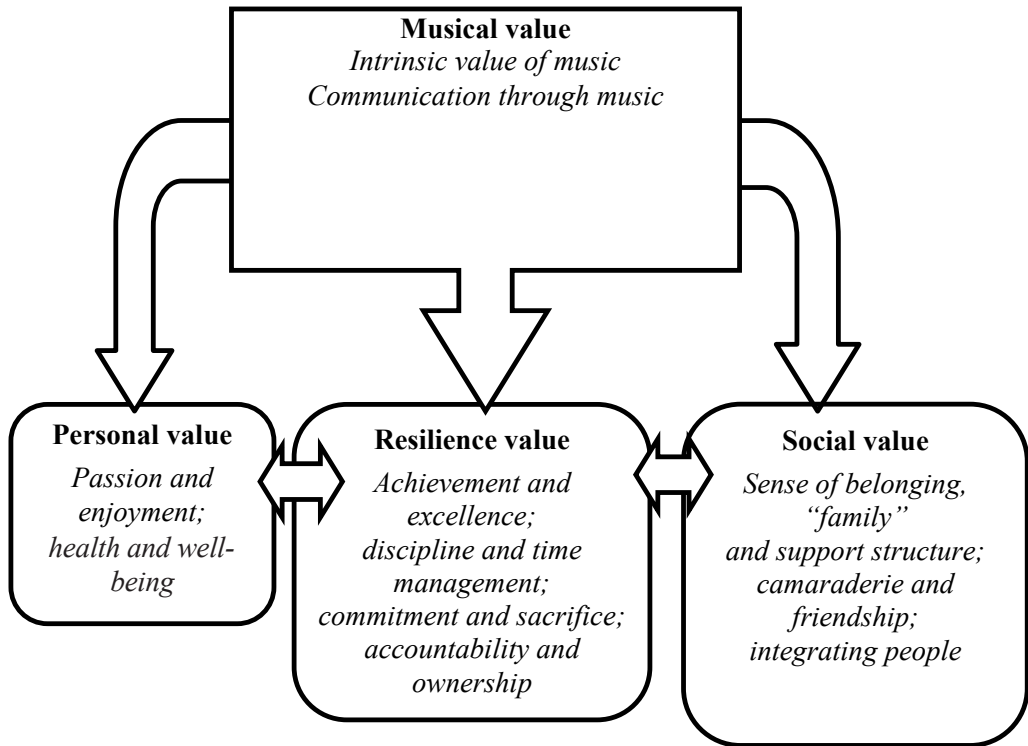 Musical value
Intrinsic value of music
Communication through music
Personal value
Passion and
enjoyment;
health and well-
being
Resilience value
Achievement and
excellence;
discipline and time
management;
commitment and sacrifice;
accountability and
ownership
Social value
Sense of belonging,
“family”
and support structure;
camaraderie and
friendship;
integrating people